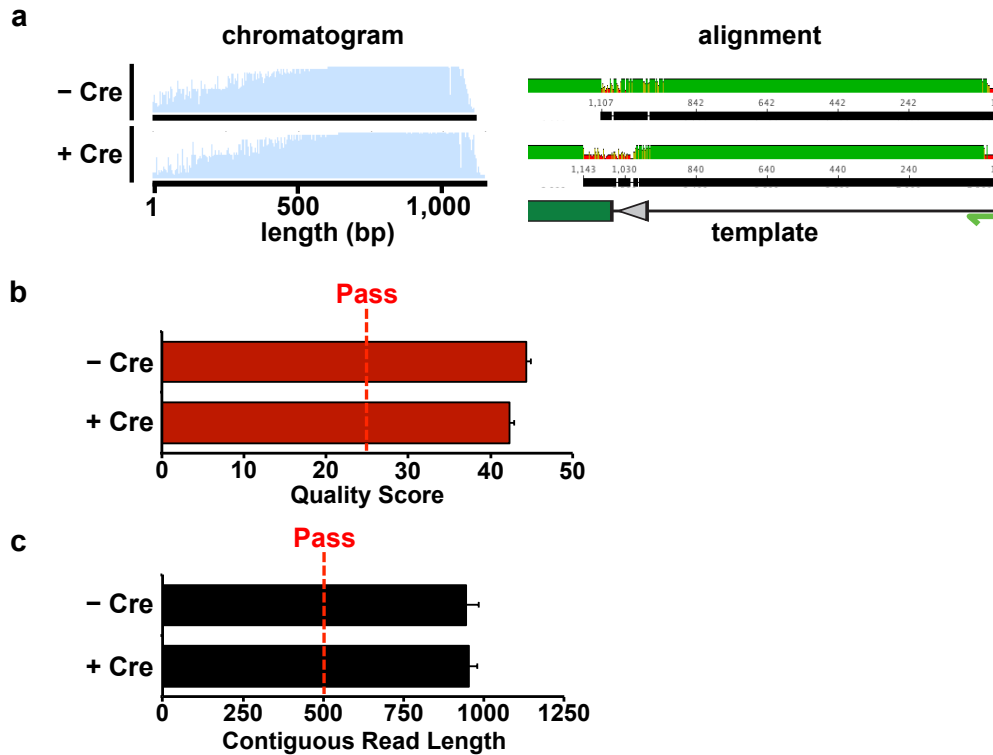 a
chromatogram alignment
− Cre
1,107 842 642 442 242
+ Cre
1,143 1,030 840 640 440 240
1 500 1,000
length (bp) template
b
Pass
− Cre
+ Cre
0 10 20 30 40 50
Quality Score
c
Pass
− Cre
+ Cre
0 250 500 750 1000 1250
Contiguous Read Length